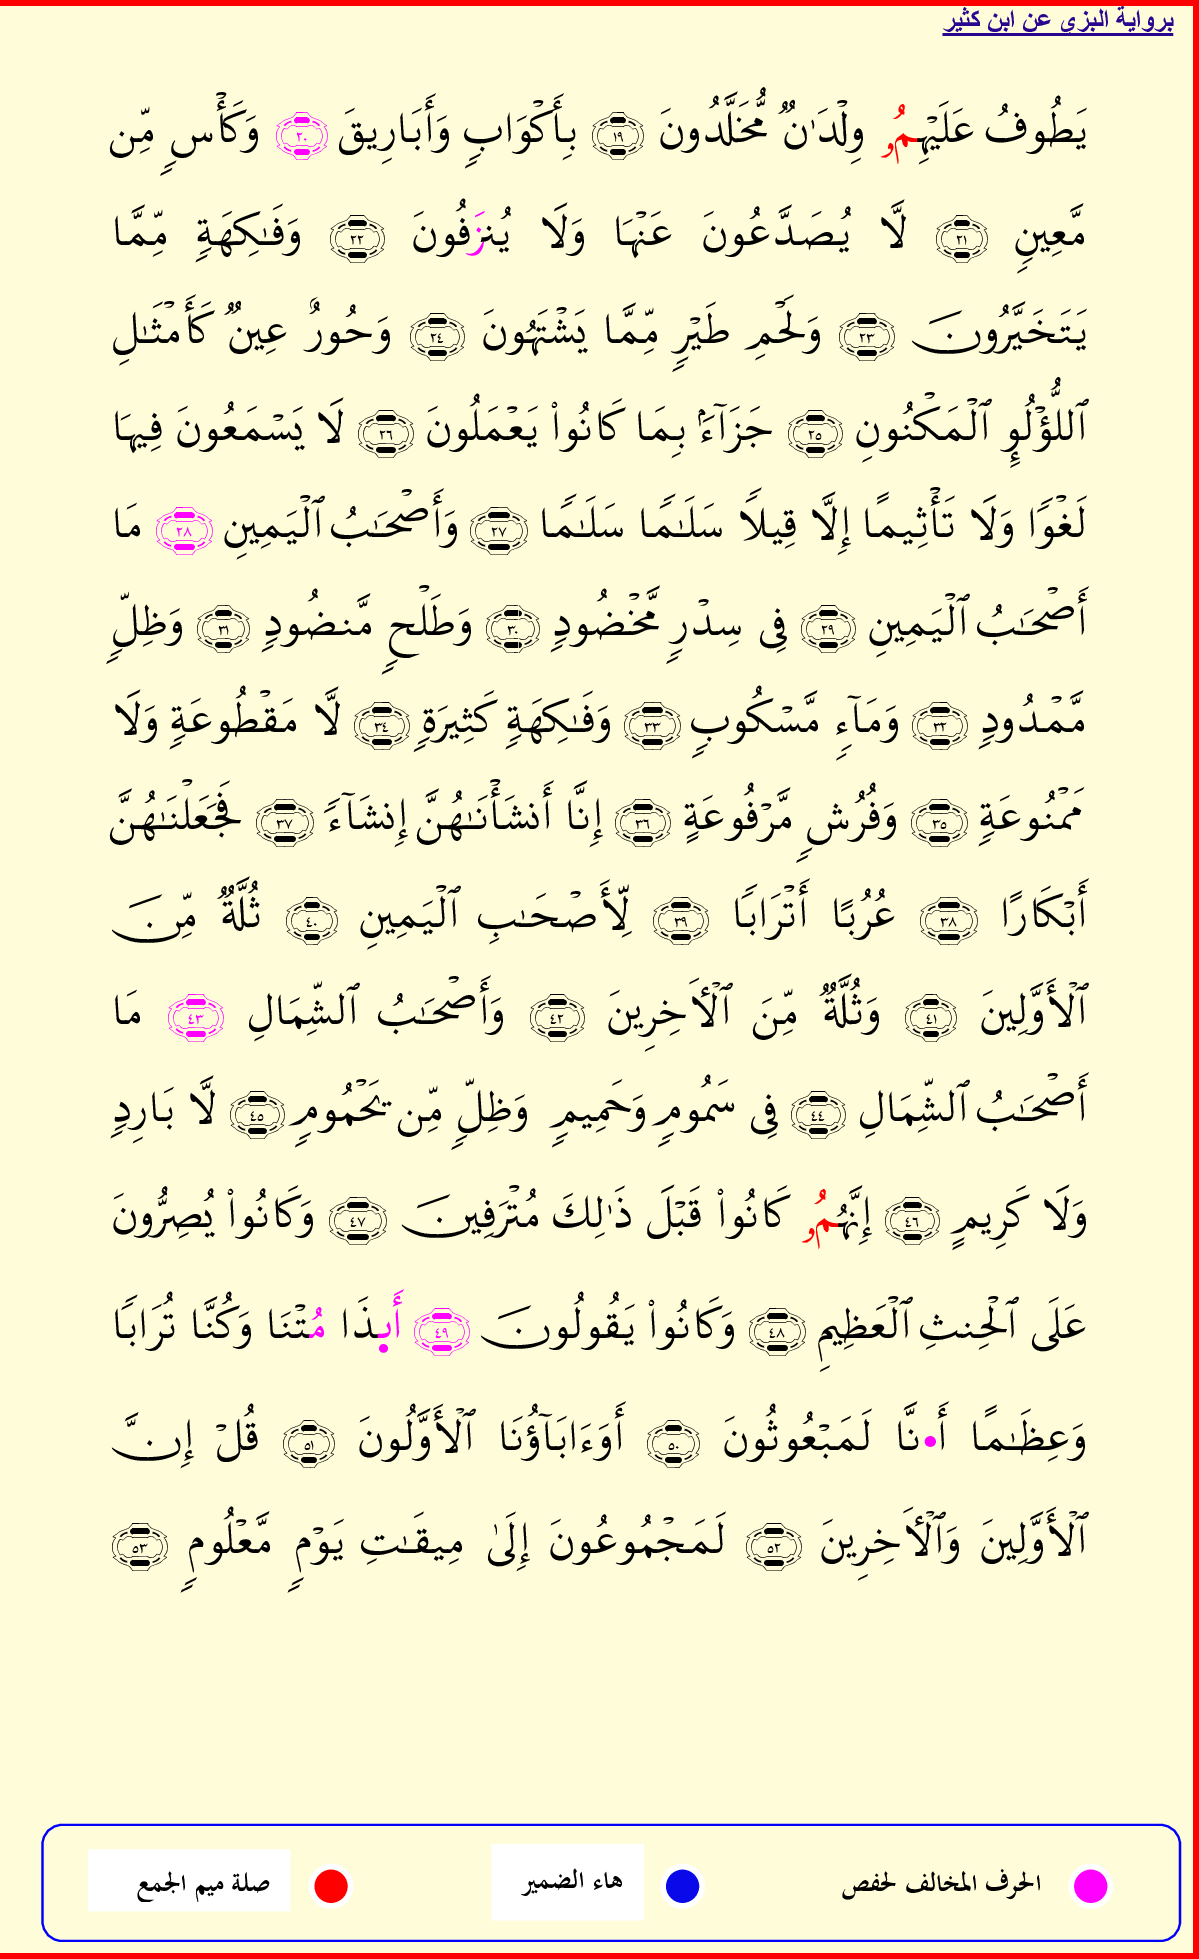 برواية البزي عن ابن كثير
يَطُوفُ عَلَيْهِمُۥ وِلْدَٰنٌ مُّخَلَّدُونَ ١٩ بِأَكْوَابٍ وَأَبَارِيقَ ٢٠ وَكَأْسٍ مِّن
مَّعِينٍ ٢١ لَّا يُصَدَّعُونَ عَنْهَا وَلَا يُنزَفُونَ ٢٢ وَفَٰكِهَةٍ مِّمَّا
يَتَخَيَّرُونَ ٢٣ وَلَحْمِ طَيْرٍ مِّمَّا يَشْتَهُونَ ٢٤ وَحُورٌ عِينٌ كَأَمْثَٰلِ
ٱللُّؤْلُؤِ ٱلْمَكْنُونِ ٢٥ جَزَآءَۢ بِمَا كَانُوا۟ يَعْمَلُونَ ٢٦ لَا يَسْمَعُونَ فِيهَا
لَغْوًا وَلَا تَأْثِيمًا إِلَّا قِيلًا سَلَٰمًا سَلَٰمًا ٢٧ وَأَصْحَٰبُ ٱلْيَمِينِ ٢٨ مَا
أَصْحَٰبُ ٱلْيَمِينِ ٢٩ فِى سِدْرٍ مَّخْضُودٍ ٣٠ وَطَلْحٍ مَّنضُودٍ ٣١ وَظِلٍّ
مَّمْدُودٍ ٣٢ وَمَآءٍ مَّسْكُوبٍ ٣٣ وَفَٰكِهَةٍ كَثِيرَةٍ ٣٤ لَّا مَقْطُوعَةٍ وَلَا
مَمْنُوعَةٍ ٣٥ وَفُرُشٍ مَّرْفُوعَةٍ ٣٦ إِنَّا أَنشَأْنَٰهُنَّ إِنشَآءً ٣٧ فَجَعَلْنَٰهُنَّ
أَبْكَارًا ٣٨ عُرُبًا أَتْرَابًا ٣٩ لِّأَصْحَٰبِ ٱلْيَمِينِ ٤٠ ثُلَّةٌ مِّنَ
ٱلْأَوَّلِينَ ٤١ وَثُلَّةٌ مِّنَ ٱلْأَخِرِينَ ٤٢ وَأَصْحَٰبُ ٱلشِّمَالِ ٤٣ مَا
أَصْحَٰبُ ٱلشِّمَالِ ٤٤ فِى سَمُومٍ وَحَمِيمٍ وَظِلٍّ مِّن يَحْمُومٍ ٤٥ لَّا بَارِدٍ
وَلَا كَرِيمٍ ٤٦ إِنَّهُمُۥ كَانُوا۟ قَبْلَ ذَٰلِكَ مُتْرَفِينَ ٤٧ وَكَانُوا۟ يُصِرُّونَ
عَلَى ٱلْحِنثِ ٱلْعَظِيمِ ٤٨ وَكَانُوا۟ يَقُولُونَ ٤٩ أَىِٕذَا مُتْنَا وَكُنَّا تُرَابًا
وَعِظَٰمًا أَ•نَّا لَمَبْعُوثُونَ ٥٠ أَوَءَابَآؤُنَا ٱلْأَوَّلُونَ ٥١ قُلْ إِنَّ
ٱلْأَوَّلِينَ وَٱلْأَخِرِينَ ٥٢ لَمَجْمُوعُونَ إِلَىٰ مِيقَٰتِ يَوْمٍ مَّعْلُومٍ ٥٣
الحرف المخالف لحفص هاء الضمير صلة ميم الجمع